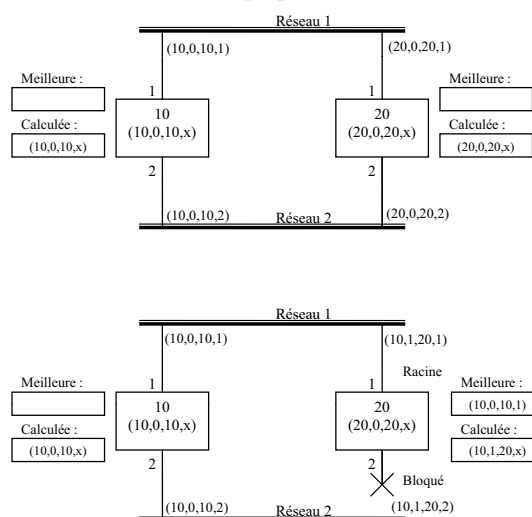 Réseau 1
(10,0,10,1)
(20,0,20,1)
Meilleure :
1
1
Meilleure :
10
20
Calculée :
(10,0,10,x)
(20,0,20,x)
Calculée :
(10,0,10,x)
(20,0,20,x)
2
2
(10,0,10,2)
Réseau 2
(20,0,20,2)
Réseau 1
(10,0,10,1)
(10,1,20,1)
Racine
Meilleure :
1
1
Meilleure :
10
20
(10,0,10,1)
Calculée :
(10,0,10,x)
(20,0,20,x)
Calculée :
(10,0,10,x)
(10,1,20,x)
2
2
Bloqué
(10,0,10,2)
Réseau 2
(10,1,20,2)